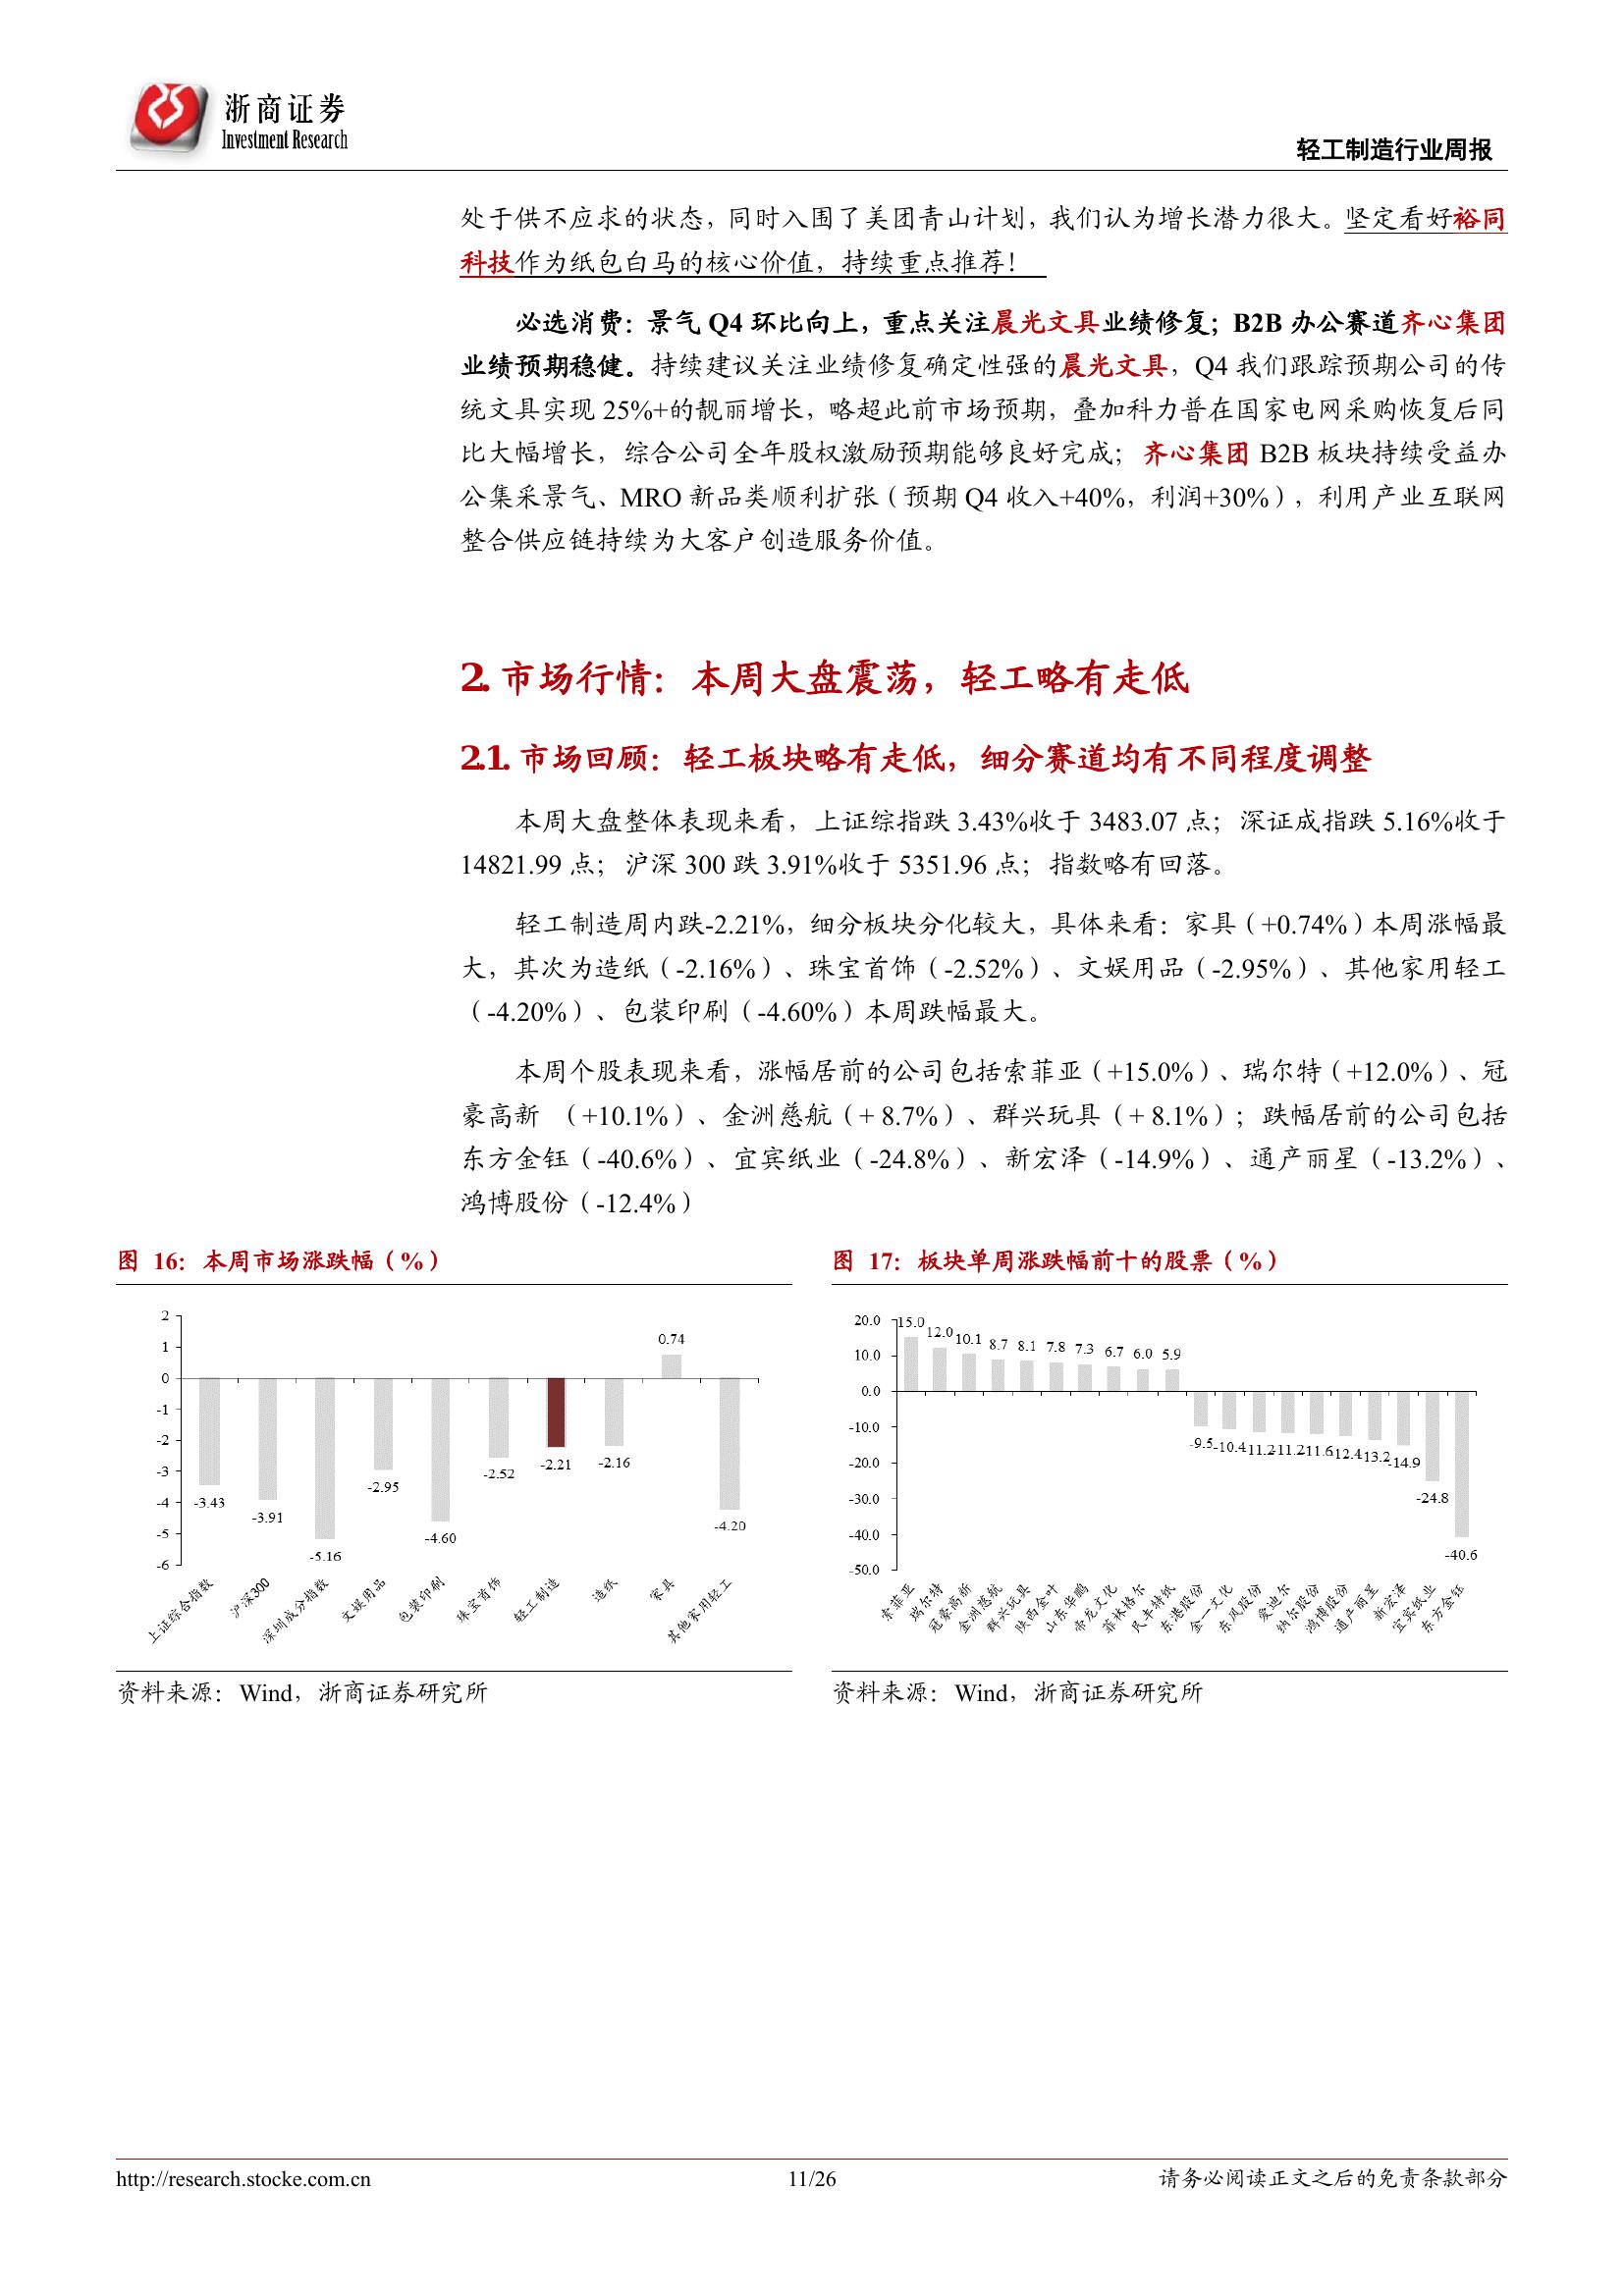 浙商证券
Investment Research
轻工制造行业周报
处于供不应求的状态，同时入围了美团青山计划，我们认为增长潜力很大。坚定看好裕同
科技作为纸包白马的核心价值，持续重点推荐！
必选消费：景气 Q4 环比向上，重点关注晨光文具业绩修复；B2B 办公赛道齐心集团
业绩预期稳健。持续建议关注业绩修复确定性强的晨光文具，Q4 我们跟踪预期公司的传
统文具实现 25%+的靓丽增长，略超此前市场预期，叠加科力普在国家电网采购恢复后同
比大幅增长，综合公司全年股权激励预期能够良好完成；齐心集团 B2B 板块持续受益办
公集采景气、MRO 新品类顺利扩张（预期 Q4 收入+40%，利润+30%），利用产业互联网
整合供应链持续为大客户创造服务价值。
2. 市场行情：本周大盘震荡，轻工略有走低
2.1. 市场回顾：轻工板块略有走低，细分赛道均有不同程度调整
本周大盘整体表现来看，上证综指跌 3.43%收于 3483.07 点；深证成指跌 5.16%收于
14821.99 点；沪深 300 跌 3.91%收于 5351.96 点；指数略有回落。
轻工制造周内跌-2.21%，细分板块分化较大，具体来看：家具（+0.74%）本周涨幅最
大，其次为造纸（-2.16%）、珠宝首饰（-2.52%）、文娱用品（-2.95%）、其他家用轻工
（-4.20%）、包装印刷（-4.60%）本周跌幅最大。
本周个股表现来看，涨幅居前的公司包括索菲亚（+15.0%）、瑞尔特（+12.0%）、冠
豪高新 （+10.1%）、金洲慈航（+ 8.7%）、群兴玩具（+ 8.1%）；跌幅居前的公司包括
东方金钰（-40.6%）、宜宾纸业（-24.8%）、新宏泽（-14.9%）、通产丽星（-13.2%）、
鸿博股份（-12.4%）
图 16：本周市场涨跌幅（%）
2
1
0
-1
-2
-3
-4
-5
-6
-3.43
-3.91
-5.16
-2.95
-4.60
-2.52
-2.21
-2.16
0.74
-4.20
上证综合指数
沪深300
深圳成分指数
文娱用品
包装印刷
珠宝首饰
轻工制造
造纸
家具
其他家用轻工
资料来源：Wind，浙商证券研究所
图 17：板块单周涨跌幅前十的股票（%）
20.0
10.0
0.0
-10.0
-20.0
-30.0
-40.0
-50.0
15.0
12.0
10.1
8.7
8.1
7.8
7.3
6.7
6.0
5.9
-9.5
-10.4
-11.2
-11.2
-11.6
-12.4
-13.2
-14.9
-24.8
-40.6
索菲亚
瑞尔特
冠豪高新
金洲慈航
群兴玩具
陕西金叶
山东华鹏
帝龙文化
菲林格尔
民丰特纸
东港股份
金一文化
东风股份
爱迪尔
纳尔股份
鸿博股份
通产丽星
新宏泽
宜宾纸业
东方金钰
资料来源：Wind，浙商证券研究所
http://research.stocke.com.cn
11/26
请务必阅读正文之后的免责条款部分